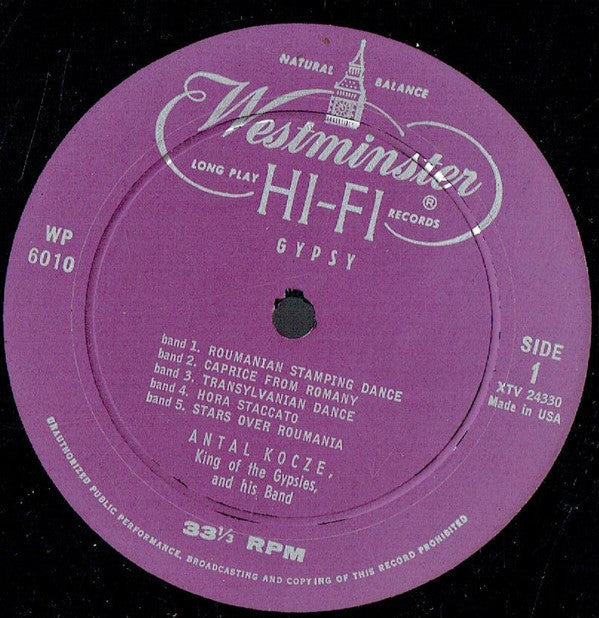 NATURAL BALANCE
Westminster
LONG PLAY HI-FI ® RECORDS
GYPSY
WP
6010
SIDE
1
XTV 24330
Made in USA
band 1. ROUMANIAN STAMPING DANCE
band 2. CAPRICE FROM ROMANY
band 3. TRANSYLVANIAN DANCE
band 4. HORA STACCATO
band 5. STARS OVER ROUMANIA
ANTAL KOCZE,
King of the Gypsies,
and his Band
33⅓ RPM
UNAUTHORIZED PUBLIC PERFORMANCE, BROADCASTING AND COPYING OF THIS RECORD PROHIBITED